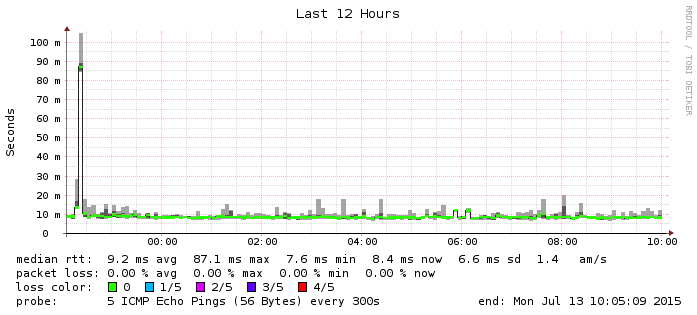 Last 12 Hours
RRDTOOL / TOBI OETIKER
Seconds
100 m
90 m
80 m
70 m
60 m
50 m
40 m
30 m
20 m
10 m
0
00:00 02:00 04:00 06:00 08:00 10:00
median rtt: 9.2 ms avg 87.1 ms max 7.6 ms min 8.4 ms now 6.6 ms sd 1.4 am/s
packet loss: 0.00 % avg 0.00 % max 0.00 % min 0.00 % now
loss color: 0 1/5 2/5 3/5 4/5
probe: 5 ICMP Echo Pings (56 Bytes) every 300s end: Mon Jul 13 10:05:09 2015